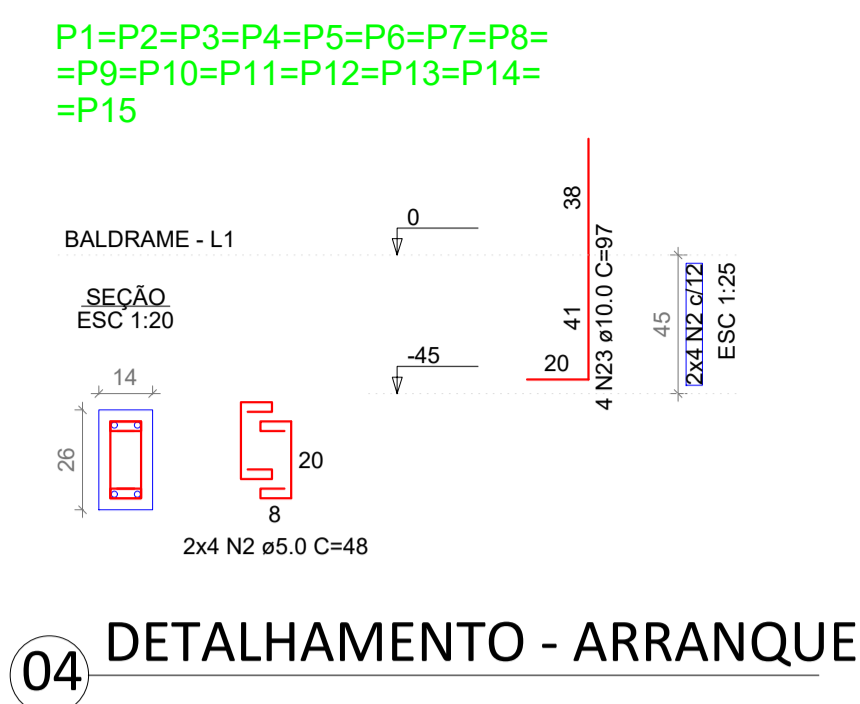 P1=P2=P3=P4=P5=P6=P7=P8=
=P9=P10=P11=P12=P13=P14=
=P15
BALDRAME - L1
0
38
41
20
4 N23 ø10.0 C=97
45
2x4 N2 c/12
ESC 1:25
SEÇÃO
ESC 1:20
-45
14
26
20
8
2x4 N2 ø5.0 C=48
04
DETALHAMENTO - ARRANQUE